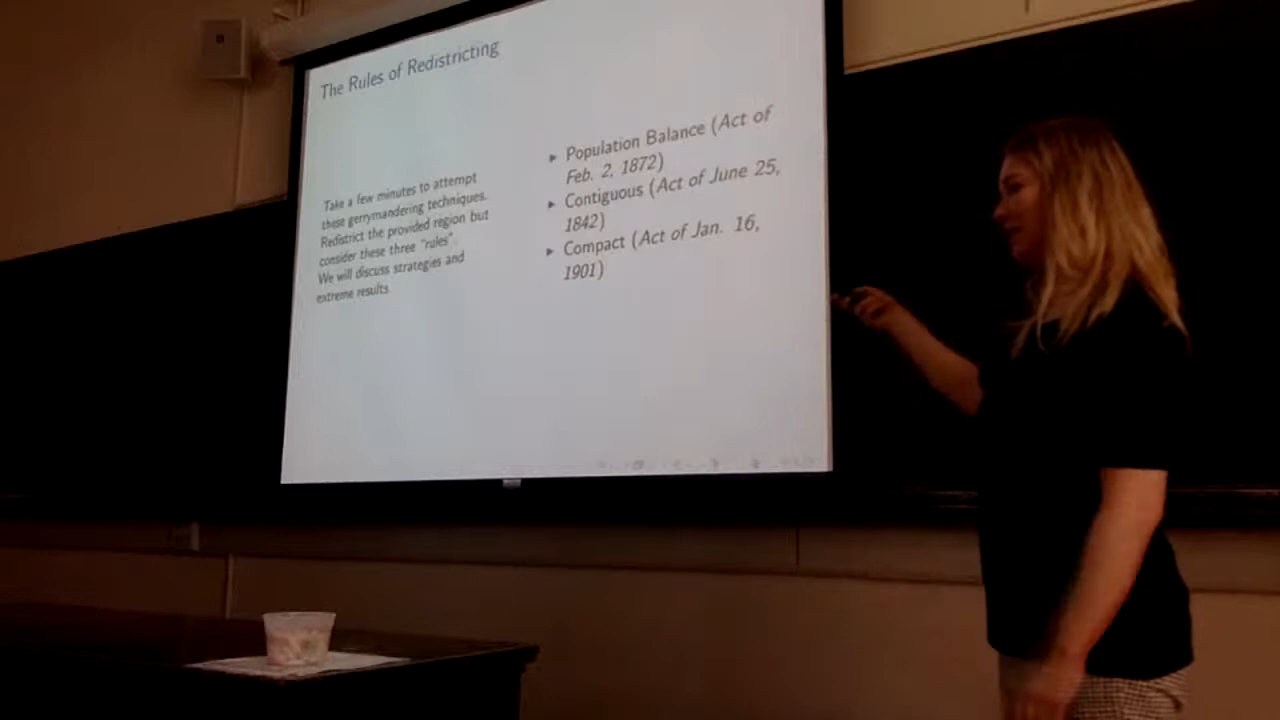 The Rules of Redistricting
Take a few minutes to attempt
these gerrymandering techniques.
Redistrict the provided region but
consider these three "rules".
We will discuss strategies and
extreme results.
▸ Population Balance (Act of
Feb. 2, 1872)
▸ Contiguous (Act of June 25,
1842)
▸ Compact (Act of Jan. 16,
1901)